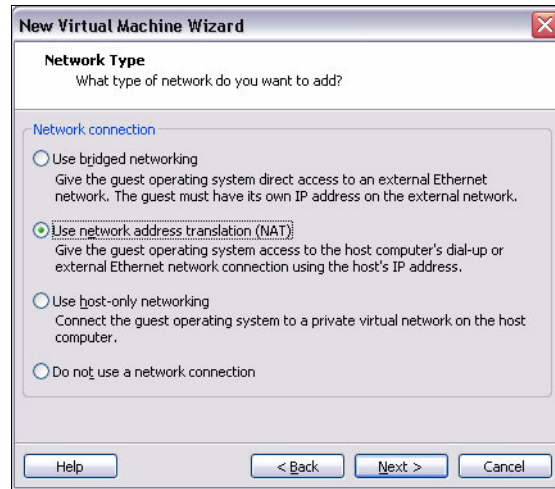 New Virtual Machine Wizard
Network Type
What type of network do you want to add?
Network connection
Use bridged networking
Give the guest operating system direct access to an external Ethernet
network. The guest must have its own IP address on the external network.
Use network address translation (NAT)
Give the guest operating system access to the host computer's dial-up or
external Ethernet network connection using the host's IP address.
Use host-only networking
Connect the guest operating system to a private virtual network on the host
computer.
Do not use a network connection
Help
< Back
Next >
Cancel